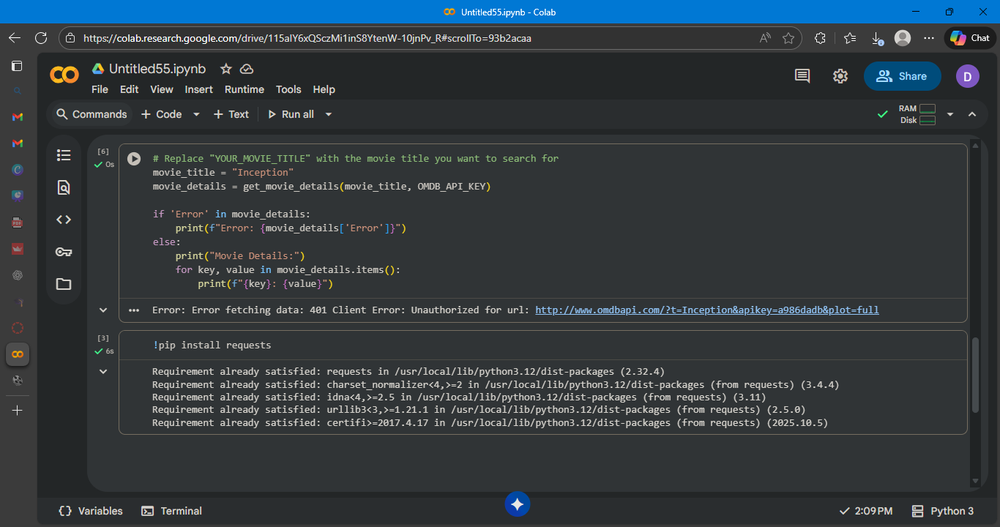 Untitled55.ipynb - Colab
https://colab.research.google.com/drive/115alY6xQSczMi1inS8YtenW-10jnPv_R#scrollTo=93b2acaa
Chat
Untitled55.ipynb
File Edit View Insert Runtime Tools Help
Share
D
Commands + Code + Text Run all
RAM
Disk
[6]
0s
# Replace "YOUR_MOVIE_TITLE" with the movie title you want to search for
movie_title = "Inception"
movie_details = get_movie_details(movie_title, OMDB_API_KEY)
if 'Error' in movie_details:
    print(f"Error: {movie_details['Error']}")
else:
    print("Movie Details:")
    for key, value in movie_details.items():
        print(f"{key}: {value}")
Error: Error fetching data: 401 Client Error: Unauthorized for url: http://www.omdbapi.com/?t=Inception&apikey=a986dadb&plot=full
[3]
6s
!pip install requests
Requirement already satisfied: requests in /usr/local/lib/python3.12/dist-packages (2.32.4)
Requirement already satisfied: charset_normalizer<4,>=2 in /usr/local/lib/python3.12/dist-packages (from requests) (3.4.4)
Requirement already satisfied: idna<4,>=2.5 in /usr/local/lib/python3.12/dist-packages (from requests) (3.11)
Requirement already satisfied: urllib3<3,>=1.21.1 in /usr/local/lib/python3.12/dist-packages (from requests) (2.5.0)
Requirement already satisfied: certifi>=2017.4.17 in /usr/local/lib/python3.12/dist-packages (from requests) (2025.10.5)
Variables Terminal
2:09 PM Python 3